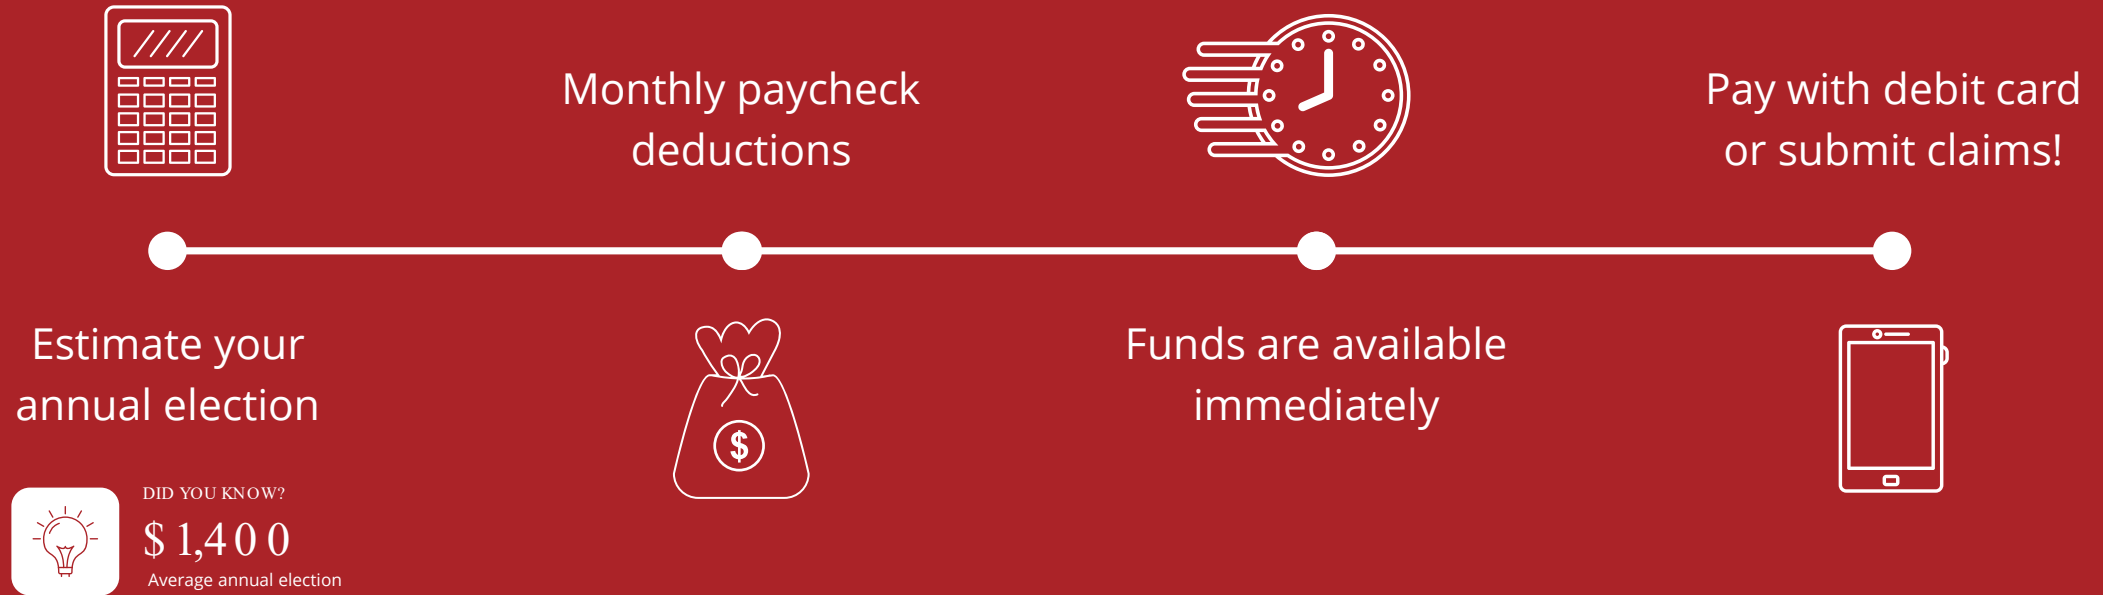 Estimate your
annual election
Monthly paycheck
deductions
$
Funds are available
immediately
Pay with debit card
or submit claims!
DID YOU KNOW?
$1,400
Average annual election